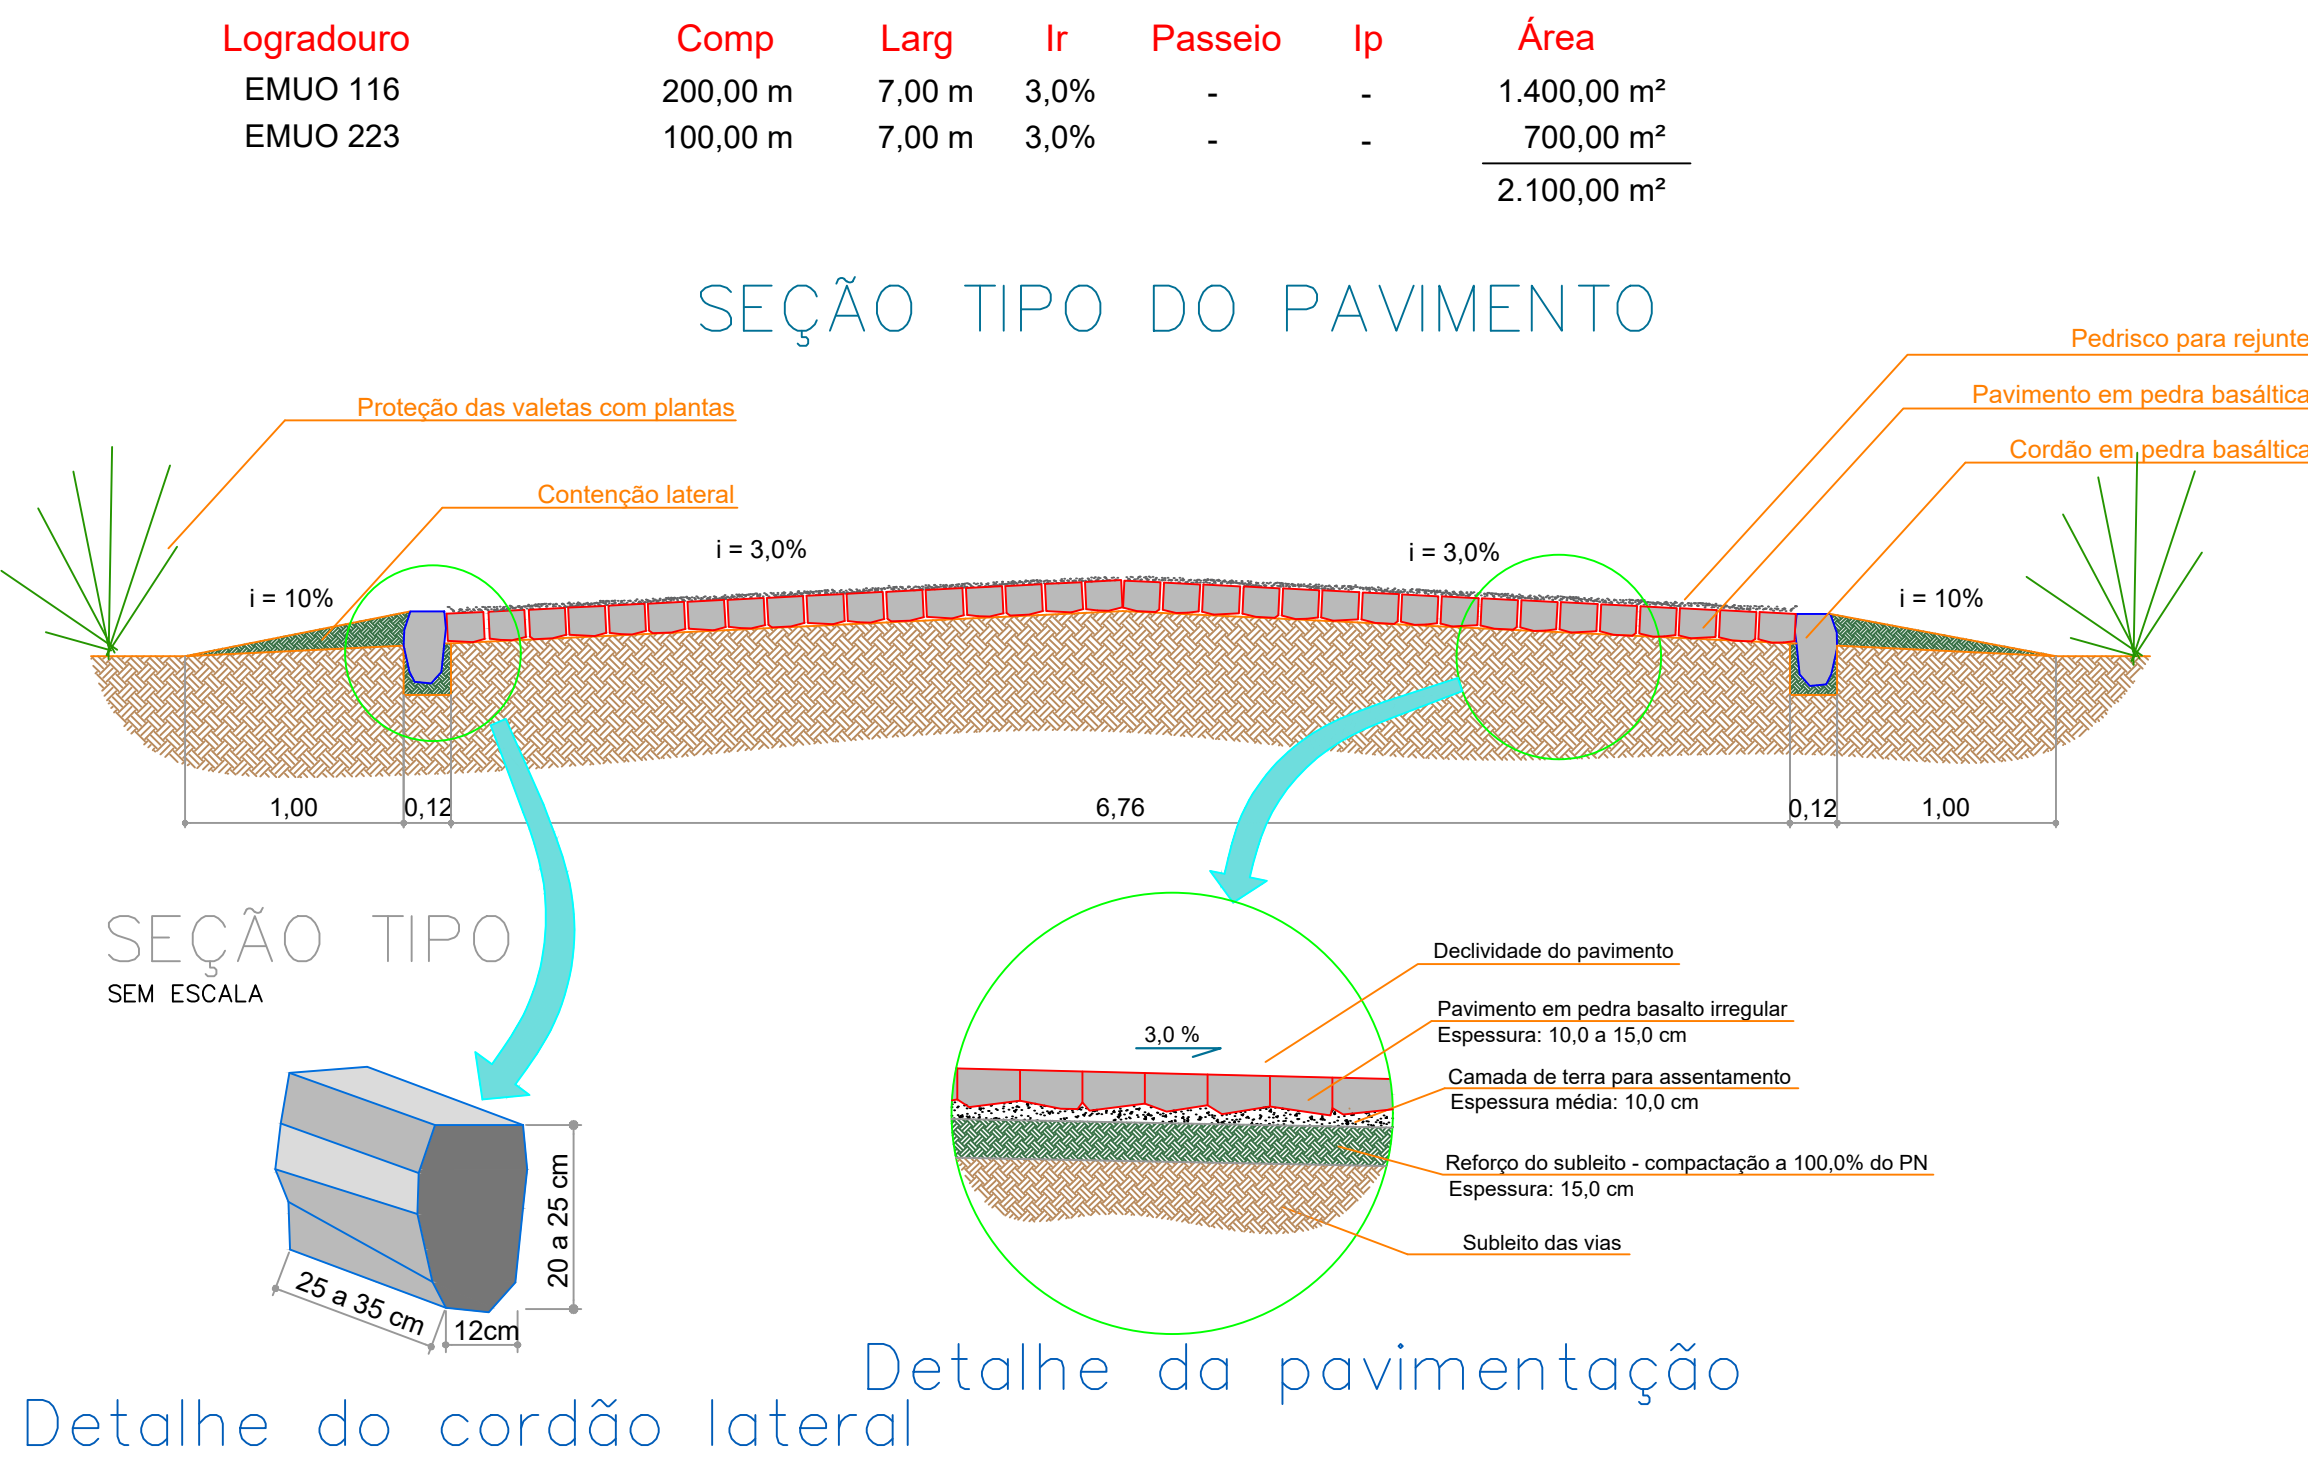 Logradouro Comp Larg Ir Passeio Ip Área
EMUO 116 200,00 m 7,00 m 3,0% - - 1.400,00 m²
EMUO 223 100,00 m 7,00 m 3,0% - - 700,00 m²
2.100,00 m²
SEÇÃO TIPO DO PAVIMENTO
Pedrisco para rejunte
Pavimento em pedra basáltica
Cordão em pedra basáltica
Proteção das valetas com plantas
Contenção lateral
i = 10%
i = 3,0%
i = 3,0%
i = 10%
1,00 0,12 6,76 0,12 1,00
SEÇÃO TIPO
SEM ESCALA
Declividade do pavimento
Pavimento em pedra basalto irregular
Espessura: 10,0 a 15,0 cm
3,0 %
Camada de terra para assentamento
Espessura média: 10,0 cm
Reforço do subleito - compactação a 100,0% do PN
Espessura: 15,0 cm
Subleito das vias
20 a 25 cm
25 a 35 cm
12cm
Detalhe da pavimentação
Detalhe do cordão lateral